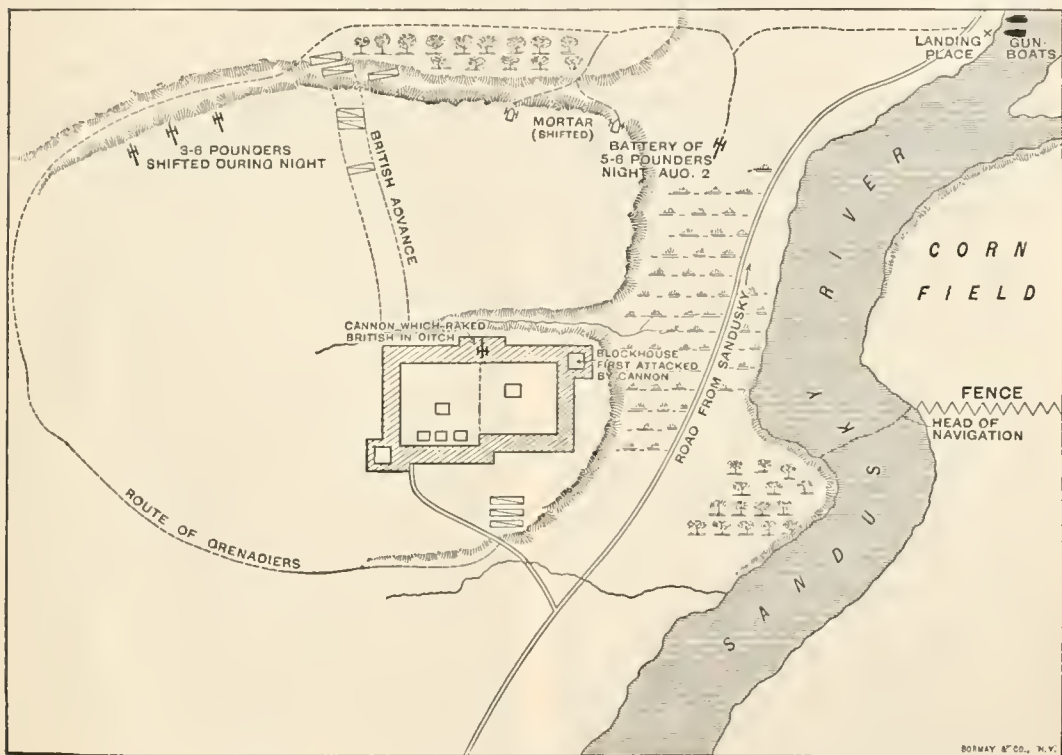 LANDING
PLACE
GUN-
BOATS
MORTAR
(SHIFTED)
3-6 POUNDERS
SHIFTED DURING NIGHT
BATTERY OF
5-6 POUNDERS
NIGHT AUG. 2
BRITISH ADVANCE
CORN
FIELD
CANNON WHICH RAKED
BRITISH IN DITCH
BLOCKHOUSE
FIRST ATTACKED
BY CANNON
ROAD FROM SANDUSKY
FENCE
HEAD OF
NAVIGATION
ROUTE OF GRENADIERS
SANDUSKY RIVER
BORMAY & CO., N.Y.